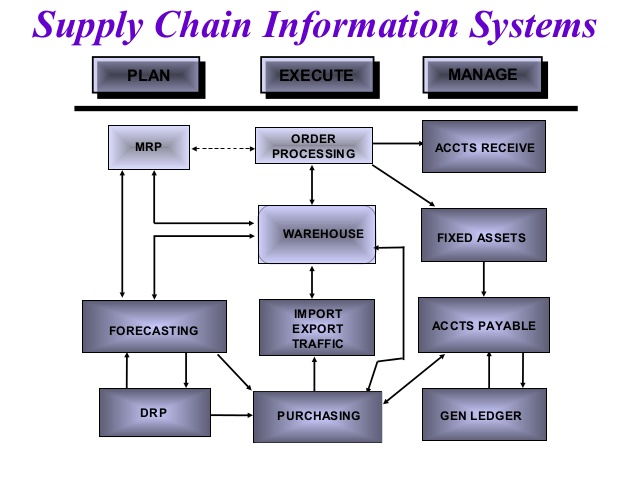 Supply Chain Information Systems
PLAN
EXECUTE
MANAGE
MRP
ORDER
PROCESSING
ACCTS RECEIVE
WAREHOUSE
FIXED ASSETS
FORECASTING
IMPORT
EXPORT
TRAFFIC
ACCTS PAYABLE
DRP
PURCHASING
GEN LEDGER